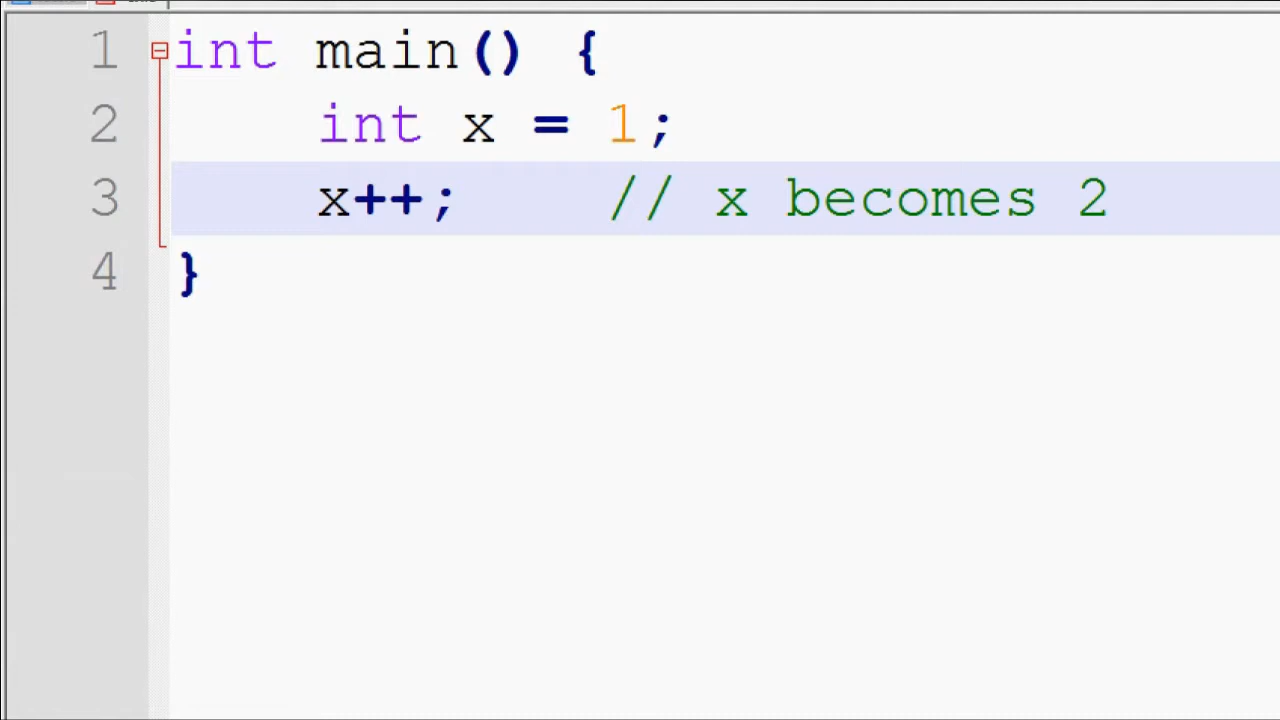 1 int main() {
2 int x = 1;
3 x++; // x becomes 2
4 }